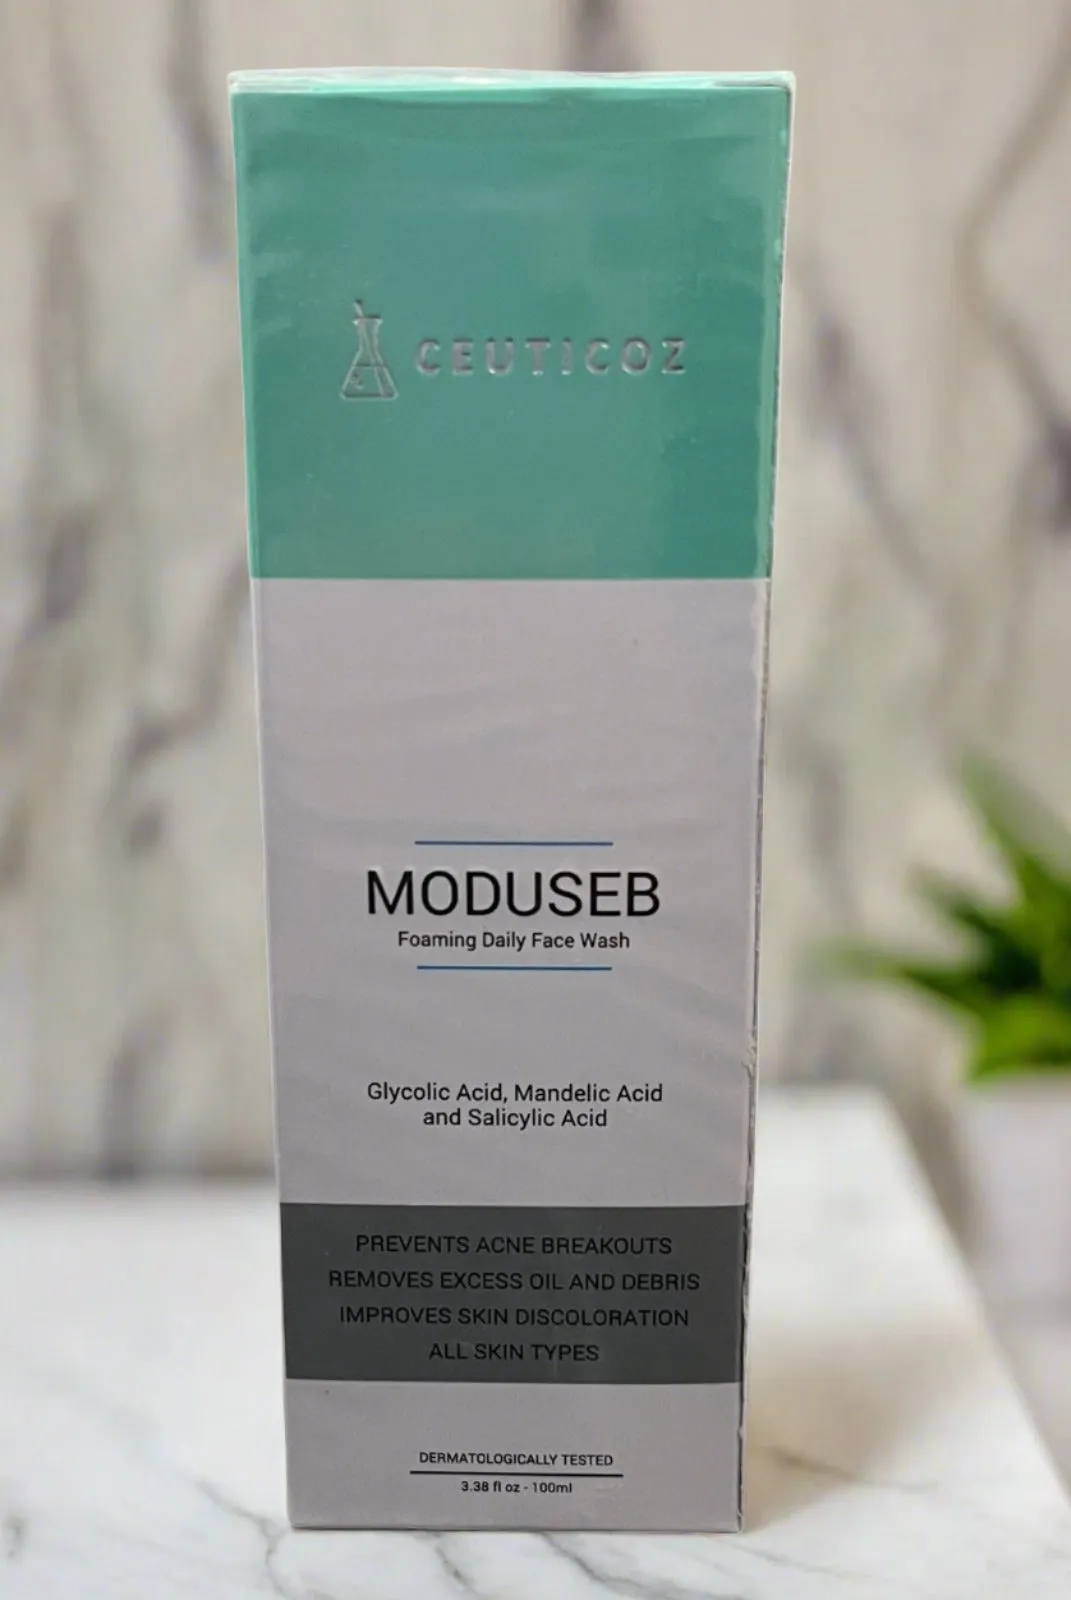 CEUTICOZ
MODUSEB
Foaming Daily Face Wash
Glycolic Acid, Mandelic Acid
and Salicylic Acid
PREVENTS ACNE BREAKOUTS
REMOVES EXCESS OIL AND DEBRIS
IMPROVES SKIN DISCOLORATION
ALL SKIN TYPES
DERMATOLOGICALLY TESTED
3.38 fl oz - 100ml